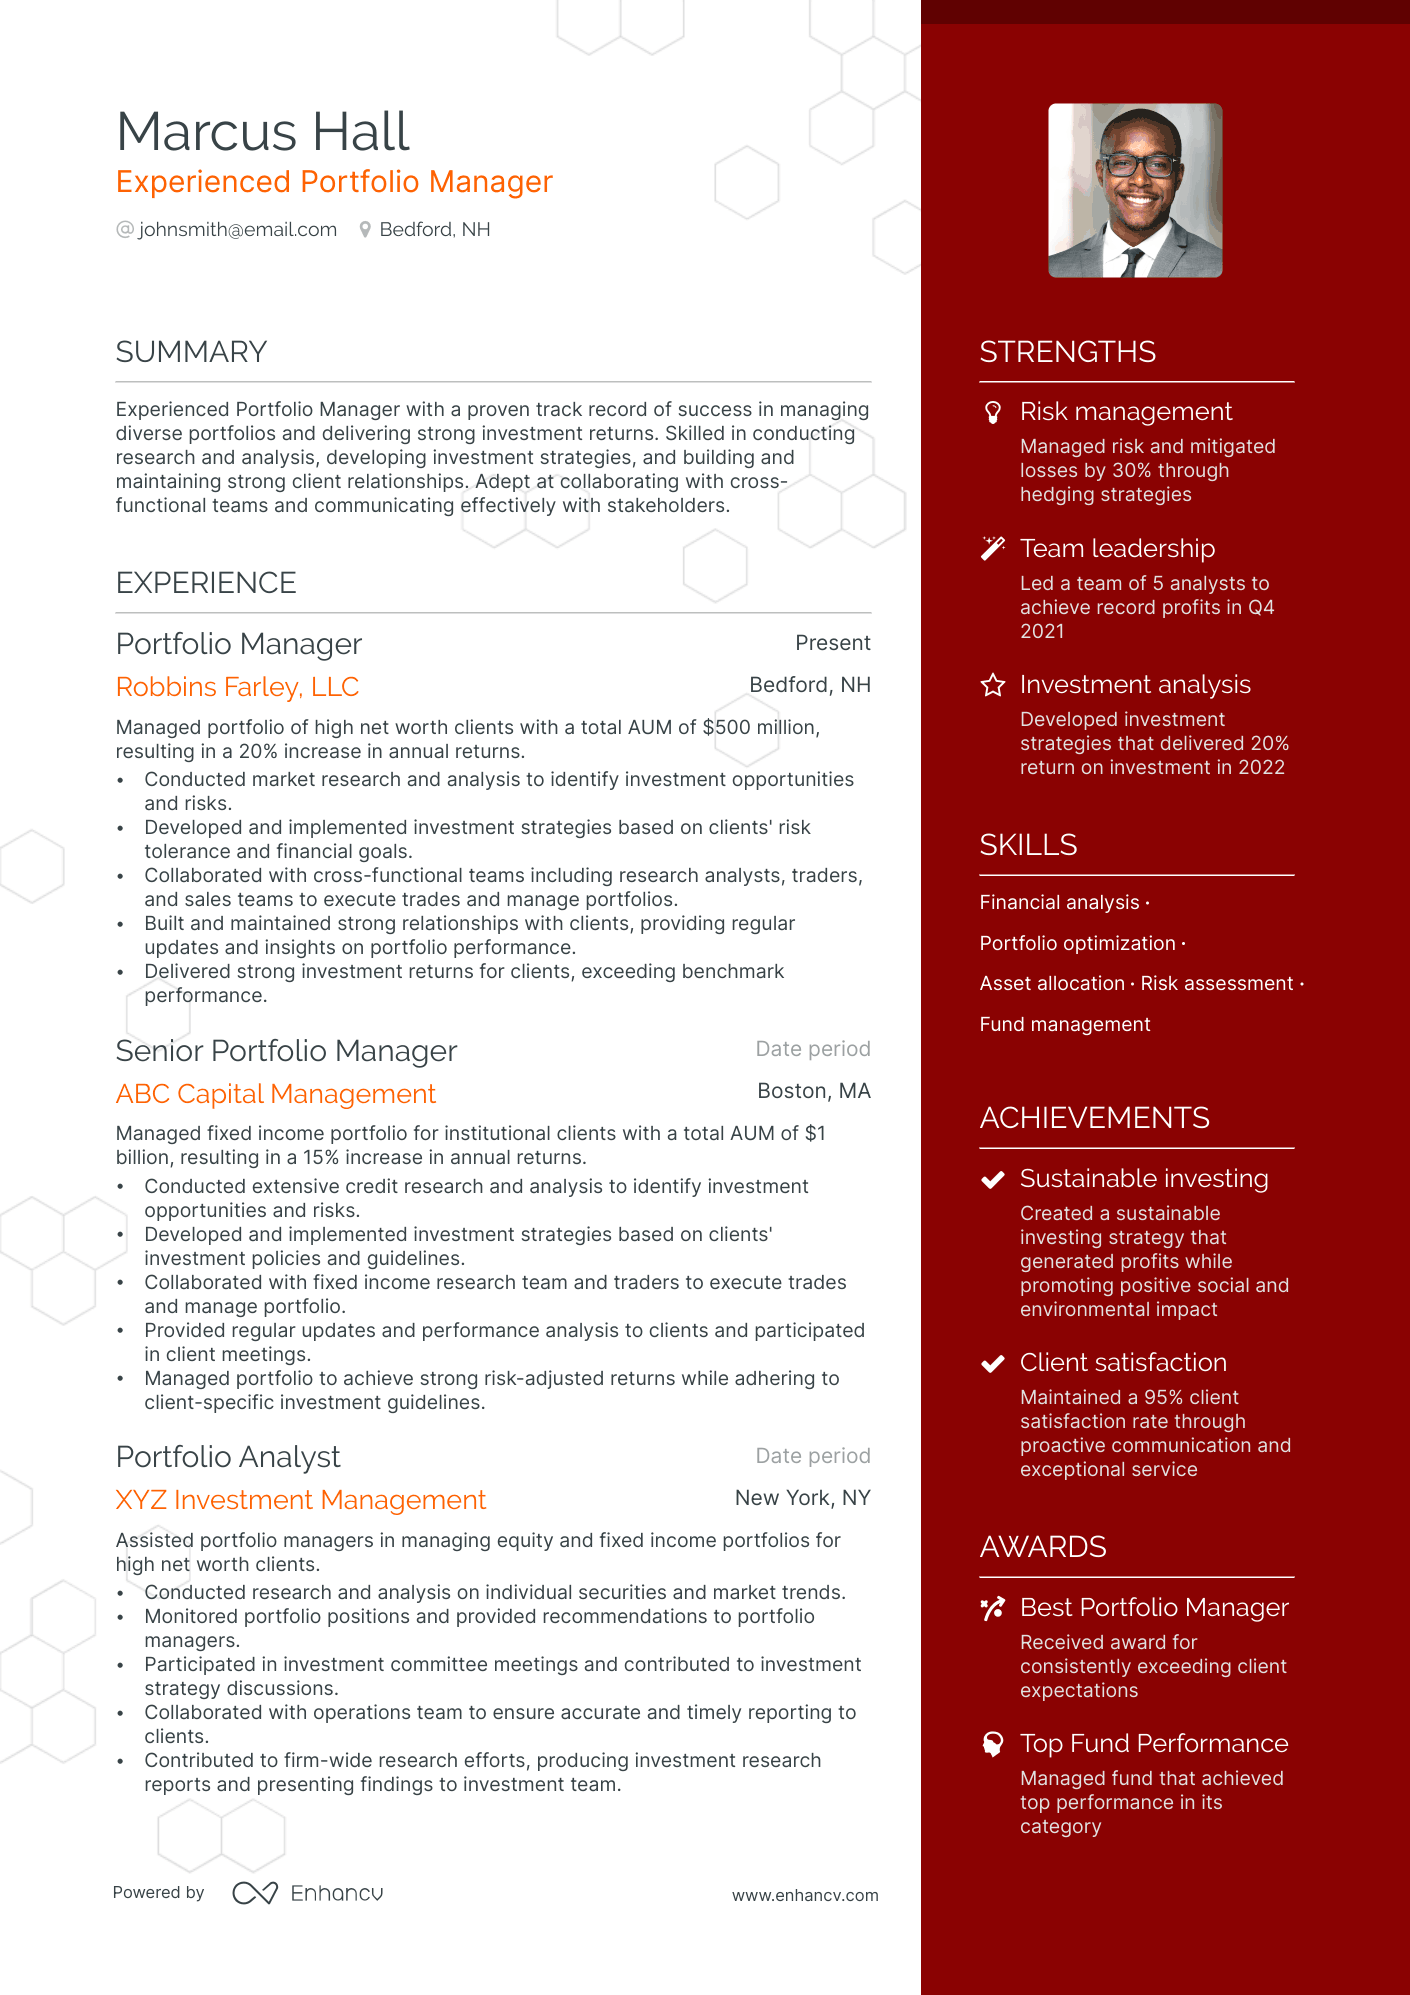 Marcus Hall
Experienced Portfolio Manager
@ johnsmith@email.com Bedford, NH
SUMMARY
Experienced Portfolio Manager with a proven track record of success in managing
diverse portfolios and delivering strong investment returns. Skilled in conducting
research and analysis, developing investment strategies, and building and
maintaining strong client relationships. Adept at collaborating with cross-
functional teams and communicating effectively with stakeholders.
EXPERIENCE
Portfolio Manager Present
Robbins Farley, LLC Bedford, NH
Managed portfolio of high net worth clients with a total AUM of $500 million,
resulting in a 20% increase in annual returns.
• Conducted market research and analysis to identify investment opportunities
and risks.
• Developed and implemented investment strategies based on clients' risk
tolerance and financial goals.
• Collaborated with cross-functional teams including research analysts, traders,
and sales teams to execute trades and manage portfolios.
• Built and maintained strong relationships with clients, providing regular
updates and insights on portfolio performance.
• Delivered strong investment returns for clients, exceeding benchmark
performance.
Senior Portfolio Manager Date period
ABC Capital Management Boston, MA
Managed fixed income portfolio for institutional clients with a total AUM of $1
billion, resulting in a 15% increase in annual returns.
• Conducted extensive credit research and analysis to identify investment
opportunities and risks.
• Developed and implemented investment strategies based on clients'
investment policies and guidelines.
• Collaborated with fixed income research team and traders to execute trades
and manage portfolio.
• Provided regular updates and performance analysis to clients and participated
in client meetings.
• Managed portfolio to achieve strong risk-adjusted returns while adhering to
client-specific investment guidelines.
Portfolio Analyst Date period
XYZ Investment Management New York, NY
Assisted portfolio managers in managing equity and fixed income portfolios for
high net worth clients.
• Conducted research and analysis on individual securities and market trends.
• Monitored portfolio positions and provided recommendations to portfolio
managers.
• Participated in investment committee meetings and contributed to investment
strategy discussions.
• Collaborated with operations team to ensure accurate and timely reporting to
clients.
• Contributed to firm-wide research efforts, producing investment research
reports and presenting findings to investment team.
Powered by Enhancv www.enhancv.com
STRENGTHS
Risk management
Managed risk and mitigated
losses by 30% through
hedging strategies
Team leadership
Led a team of 5 analysts to
achieve record profits in Q4
2021
Investment analysis
Developed investment
strategies that delivered 20%
return on investment in 2022
SKILLS
Financial analysis ·
Portfolio optimization ·
Asset allocation · Risk assessment ·
Fund management
ACHIEVEMENTS
Sustainable investing
Created a sustainable
investing strategy that
generated profits while
promoting positive social and
environmental impact
Client satisfaction
Maintained a 95% client
satisfaction rate through
proactive communication and
exceptional service
AWARDS
Best Portfolio Manager
Received award for
consistently exceeding client
expectations
Top Fund Performance
Managed fund that achieved
top performance in its
category